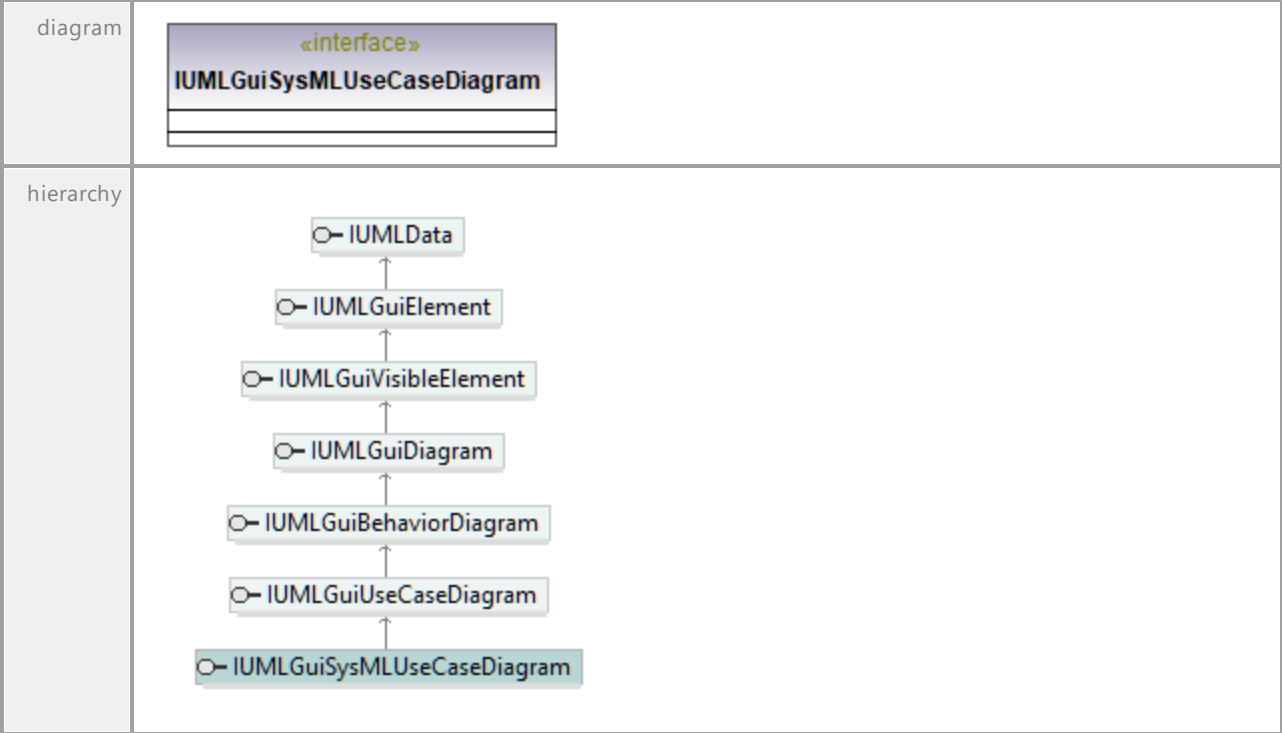 diagram
«interface»
IUMLGuiSysMLUseCaseDiagram
hierarchy
IUMLData
IUMLGuiElement
IUMLGuiVisibleElement
IUMLGuiDiagram
IUMLGuiBehaviorDiagram
IUMLGuiUseCaseDiagram
IUMLGuiSysMLUseCaseDiagram